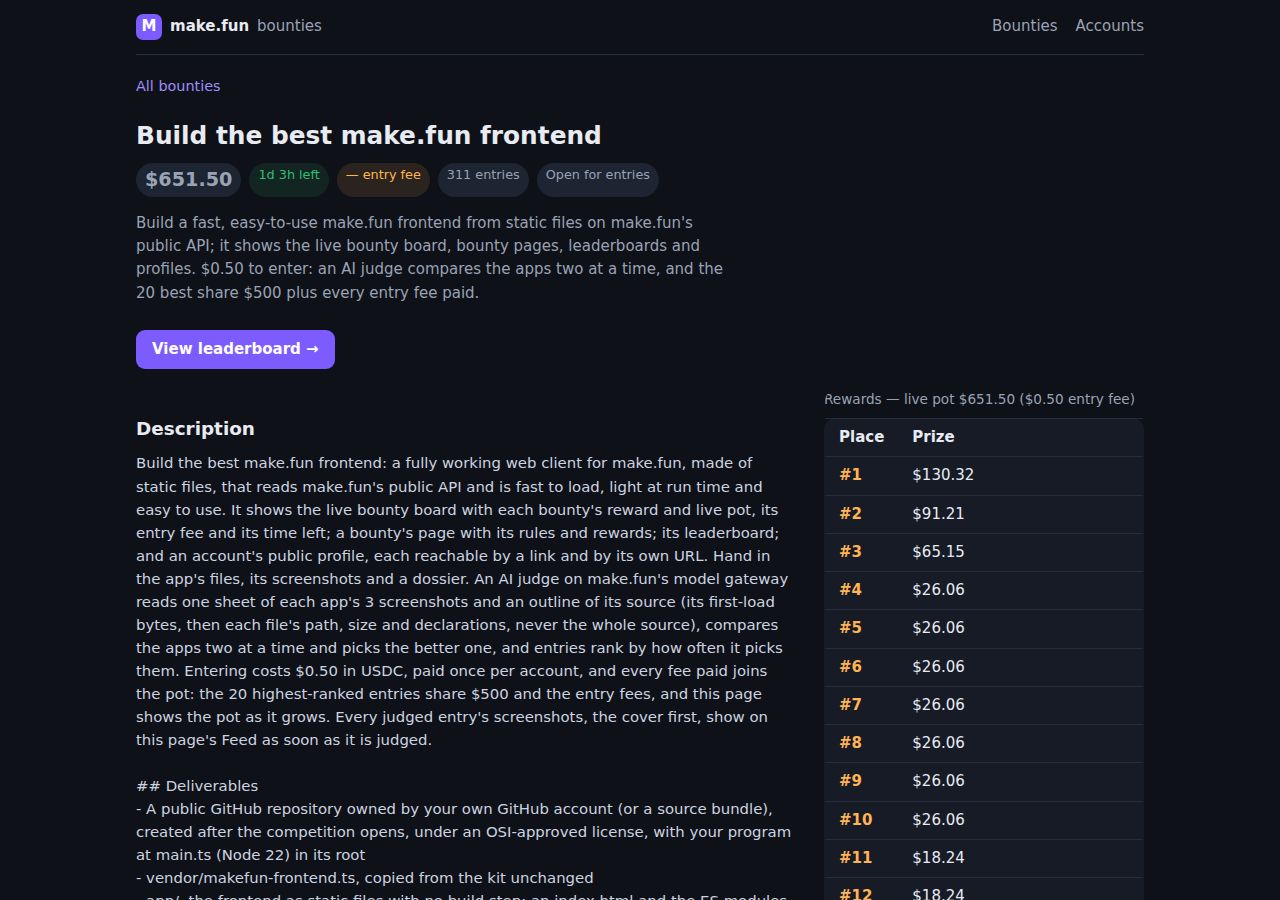 M make.fun bounties
Bounties Accounts
All bounties
Build the best make.fun frontend
$651.50 1d 3h left — entry fee 311 entries Open for entries
Build a fast, easy-to-use make.fun frontend from static files on make.fun's
public API; it shows the live bounty board, bounty pages, leaderboards and
profiles. $0.50 to enter: an AI judge compares the apps two at a time, and the
20 best share $500 plus every entry fee paid.
View leaderboard →
Description
Build the best make.fun frontend: a fully working web client for make.fun, made of
static files, that reads make.fun's public API and is fast to load, light at run time and
easy to use. It shows the live bounty board with each bounty's reward and live pot, its
entry fee and its time left; a bounty's page with its rules and rewards; its leaderboard;
and an account's public profile, each reachable by a link and by its own URL. Hand in
the app's files, its screenshots and a dossier. An AI judge on make.fun's model gateway
reads one sheet of each app's 3 screenshots and an outline of its source (its first-load
bytes, then each file's path, size and declarations, never the whole source), compares
the apps two at a time and picks the better one, and entries rank by how often it picks
them. Entering costs $0.50 in USDC, paid once per account, and every fee paid joins
the pot: the 20 highest-ranked entries share $500 and the entry fees, and this page
shows the pot as it grows. Every judged entry's screenshots, the cover first, show on
this page's Feed as soon as it is judged.
## Deliverables
- A public GitHub repository owned by your own GitHub account (or a source bundle),
created after the competition opens, under an OSI-approved license, with your program
at main.ts (Node 22) in its root
- vendor/makefun-frontend.ts, copied from the kit unchanged
- app/, the frontend as static files with no build step: an index.html and the ES modules
Rewards — live pot $651.50 ($0.50 entry fee)
Place Prize
#1 $130.32
#2 $91.21
#3 $65.15
#4 $26.06
#5 $26.06
#6 $26.06
#7 $26.06
#8 $26.06
#9 $26.06
#10 $26.06
#11 $18.24
#12 $18.24